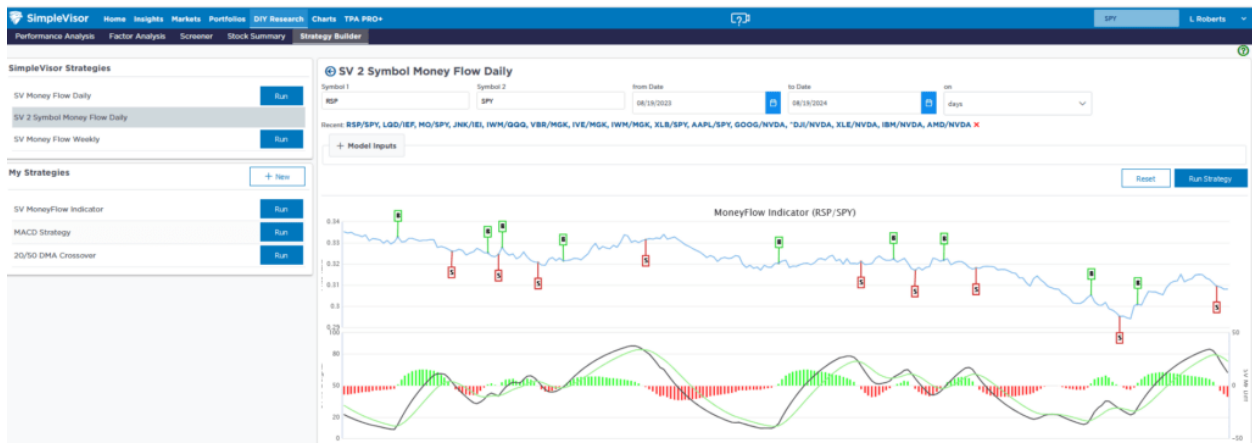 SimpleVisor Home Insights Markets Portfolios DIY Research Charts TPA PRO+ SPY L Roberts
Performance Analysis Factor Analysis Screener Stock Summary Strategy Builder
SimpleVisor Strategies
SV Money Flow Daily Run
SV 2 Symbol Money Flow Daily
SV Money Flow Weekly Run
My Strategies + New
SV MoneyFlow Indicator Run
MACD Strategy Run
20/50 DMA Crossover Run
SV 2 Symbol Money Flow Daily
Symbol 1 Symbol 2 from Date to Date on
RSP SPY 08/19/2023 08/19/2024 days
Recent: RSP/SPY, LQD/IEF, MO/SPY, JNK/IEI, IWM/QQQ, VBR/MGK, IVE/MGK, IWM/MGK, XLB/SPY, AAPL/SPY, GOOG/NVDA, ^DJI/NVDA, XLE/NVDA, IBM/NVDA, AMD/NVDA ×
+ Model Inputs
Reset Run Strategy
MoneyFlow Indicator (RSP/SPY)
0.34
0.33
0.32
0.31
0.3
0.29
B B B B B B B B B
S S S S S S S S S
100 50
80
50 0
20
0 -50